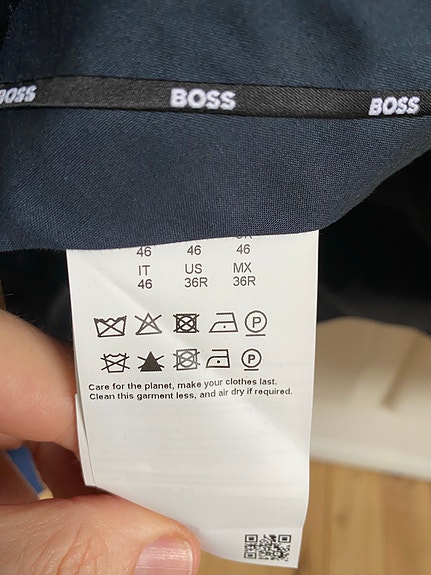 BOSS BOSS BOSS
46 46 46
IT US MX
46 36R 36R
P
P
Care for the planet, make your clothes last.
Clean this garment less, and air dry if required.